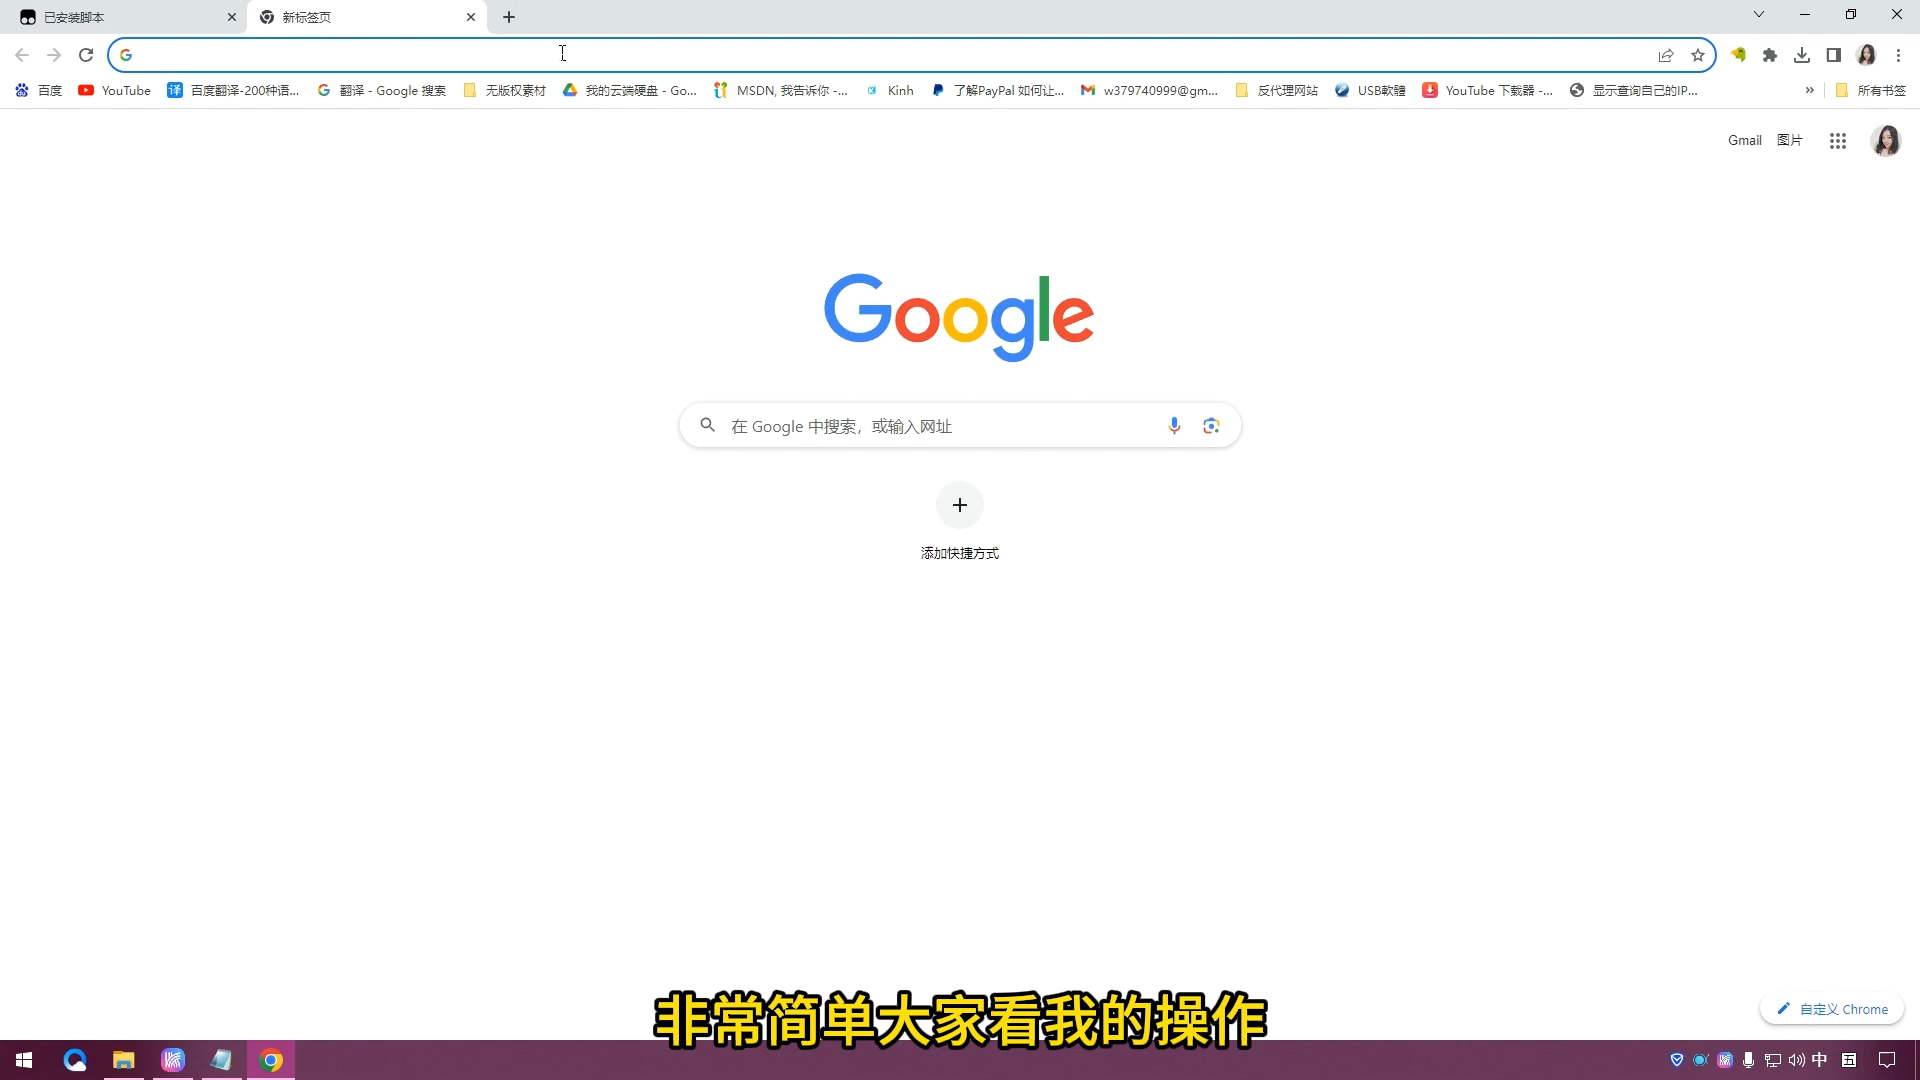 已安装脚本
新标签页
百度
YouTube
百度翻译-200种语...
翻译 - Google 搜索
无版权素材
我的云端硬盘 - Go...
MSDN, 我告诉你 -...
Kinh
了解PayPal 如何让...
w379740999@gm...
反代理网站
USB軟體
YouTube 下载器 -...
显示查询自己的IP...
所有书签
Gmail
图片
Google
在 Google 中搜索，或输入网址
添加快捷方式
自定义 Chrome
非常简单大家看我的操作
中
五